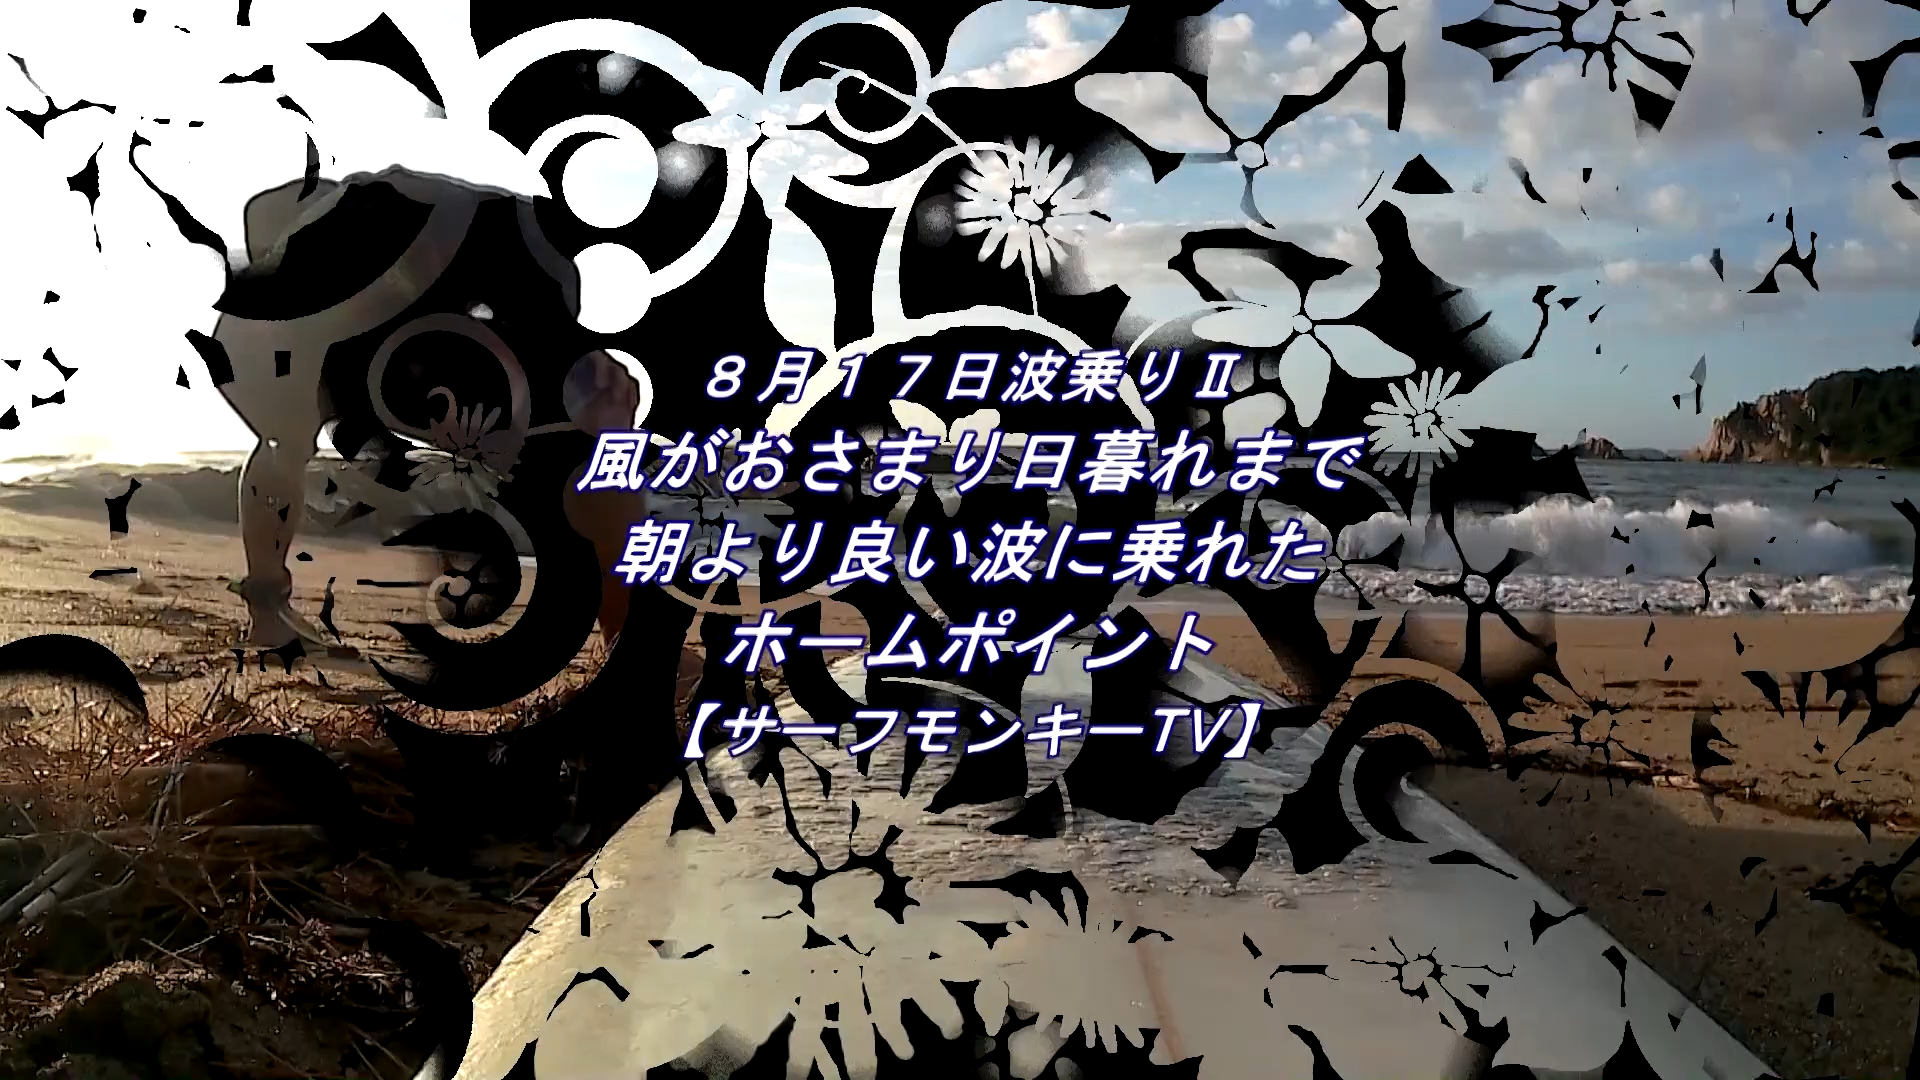 ８月１７日波乗りⅡ
風がおさまり日暮れまで
朝より良い波に乗れた
ホームポイント
【サーフモンキーTV】